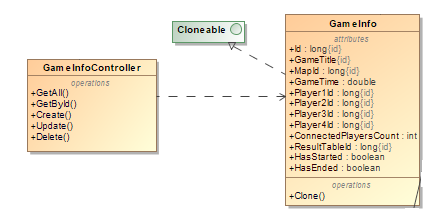 Cloneable
GameInfoController
operations
+GetAll()
+GetById()
+Create()
+Update()
+Delete()
GameInfo
attributes
+Id : long{id}
+GameTitle{id}
+MapId : long{id}
+GameTime : double
+Player1Id : long{id}
+Player2Id : long{id}
+Player3Id : long{id}
+Player4Id : long{id}
+ConnectedPlayersCount : int
+ResultTableId : long{id}
+HasStarted : boolean
+HasEnded : boolean
operations
+Clone()